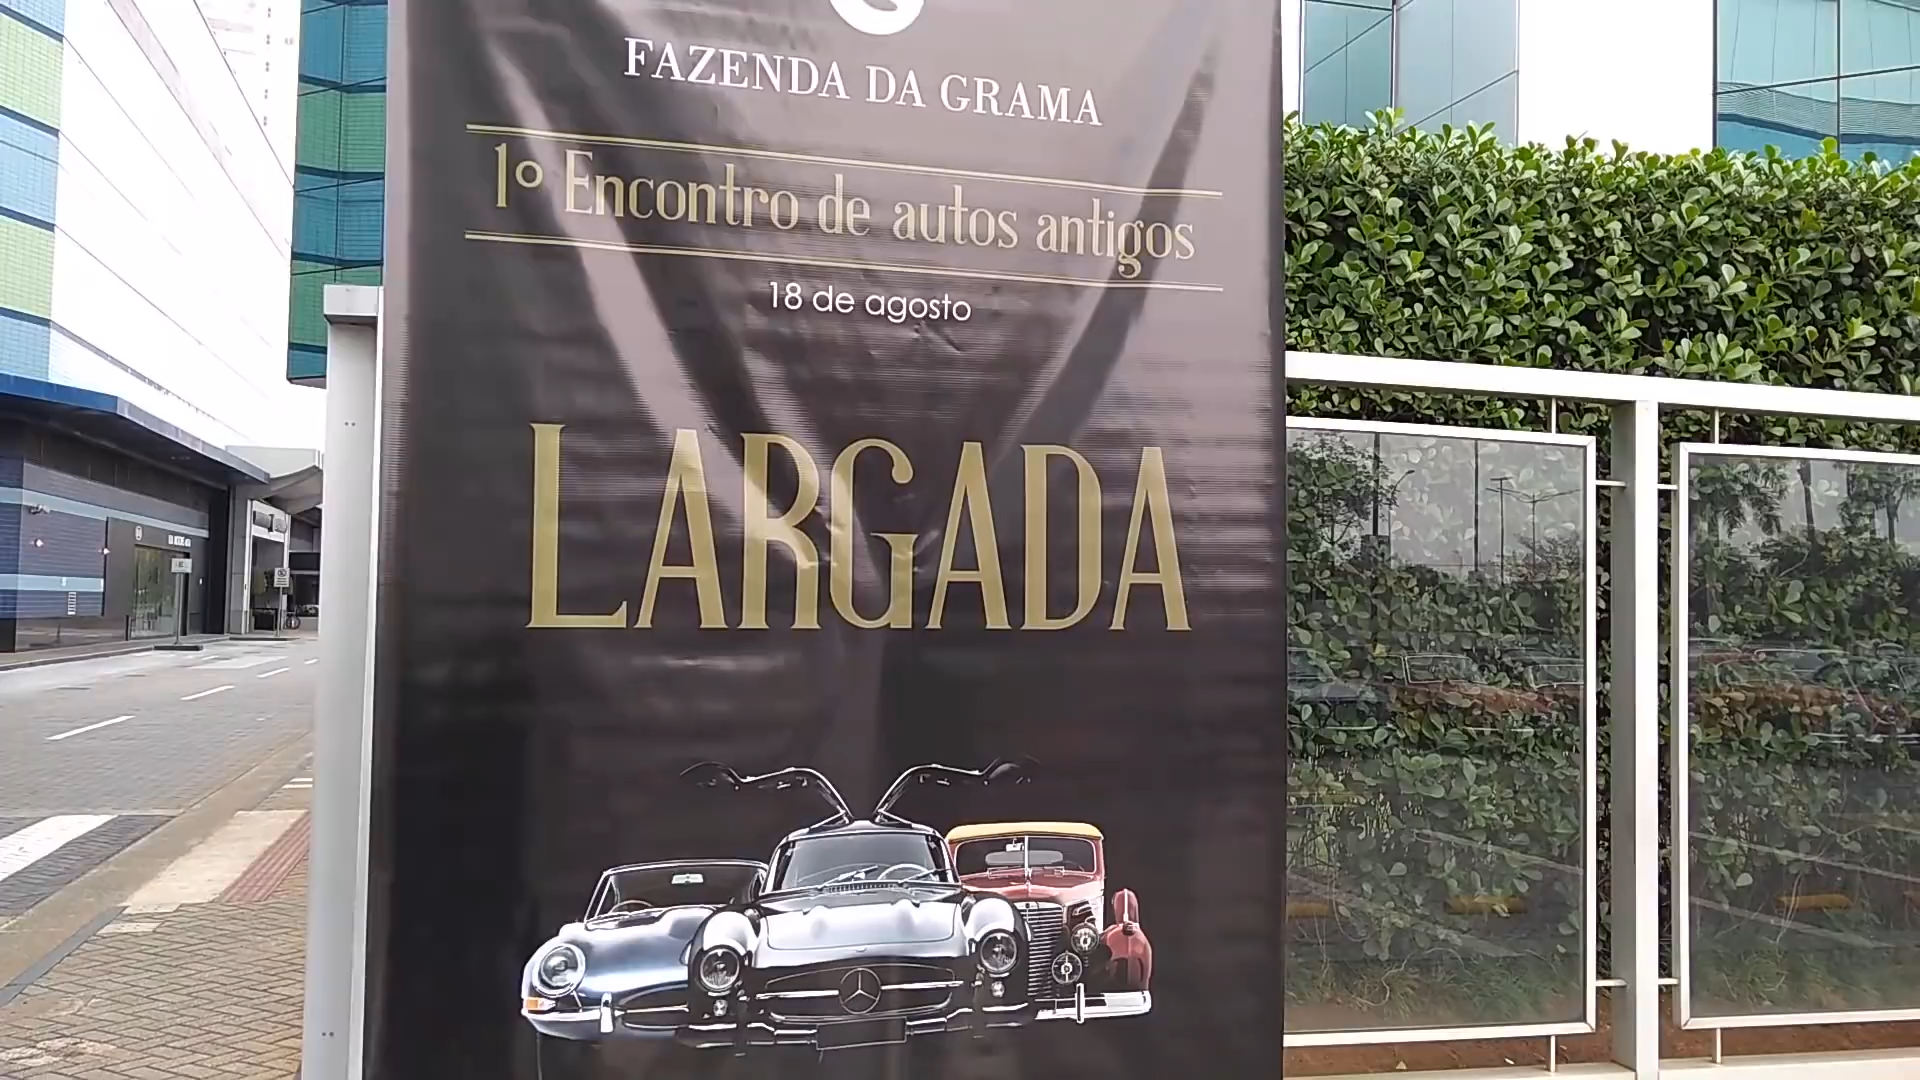 FAZENDA DA GRAMA
1º Encontro de autos antigos
18 de agosto
LARGADA